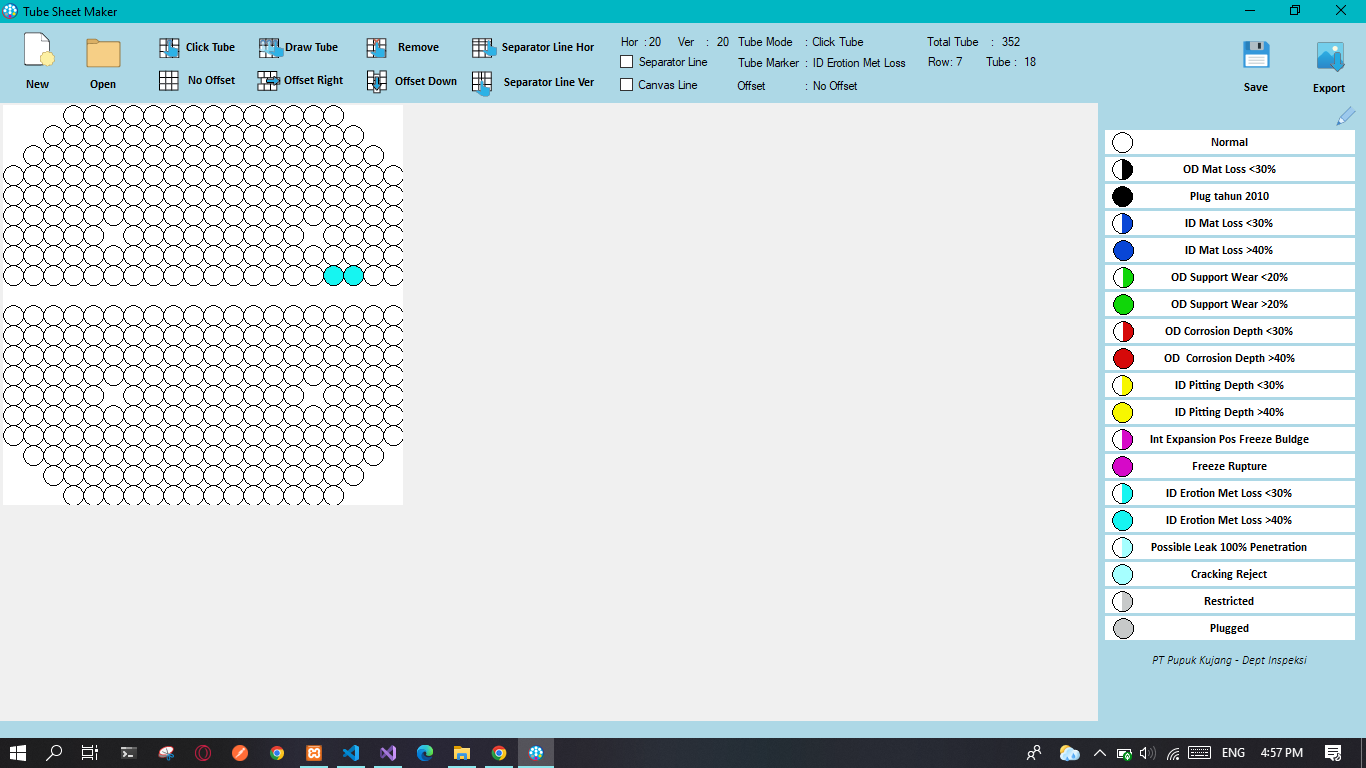 Tube Sheet Maker
New
Open
Click Tube
Draw Tube
Remove
Separator Line Hor
No Offset
Offset Right
Offset Down
Separator Line Ver
Hor : 20 Ver : 20
Separator Line
Canvas Line
Tube Mode : Click Tube
Tube Marker : ID Erotion Met Loss
Offset : No Offset
Total Tube : 352
Row: 7 Tube : 18
Save
Export
Normal
OD Mat Loss <30%
Plug tahun 2010
ID Mat Loss <30%
ID Mat Loss >40%
OD Support Wear <20%
OD Support Wear >20%
OD Corrosion Depth <30%
OD Corrosion Depth >40%
ID Pitting Depth <30%
ID Pitting Depth >40%
Int Expansion Pos Freeze Buldge
Freeze Rupture
ID Erotion Met Loss <30%
ID Erotion Met Loss >40%
Possible Leak 100% Penetration
Cracking Reject
Restricted
Plugged
PT Pupuk Kujang - Dept Inspeksi
ENG
4:57 PM